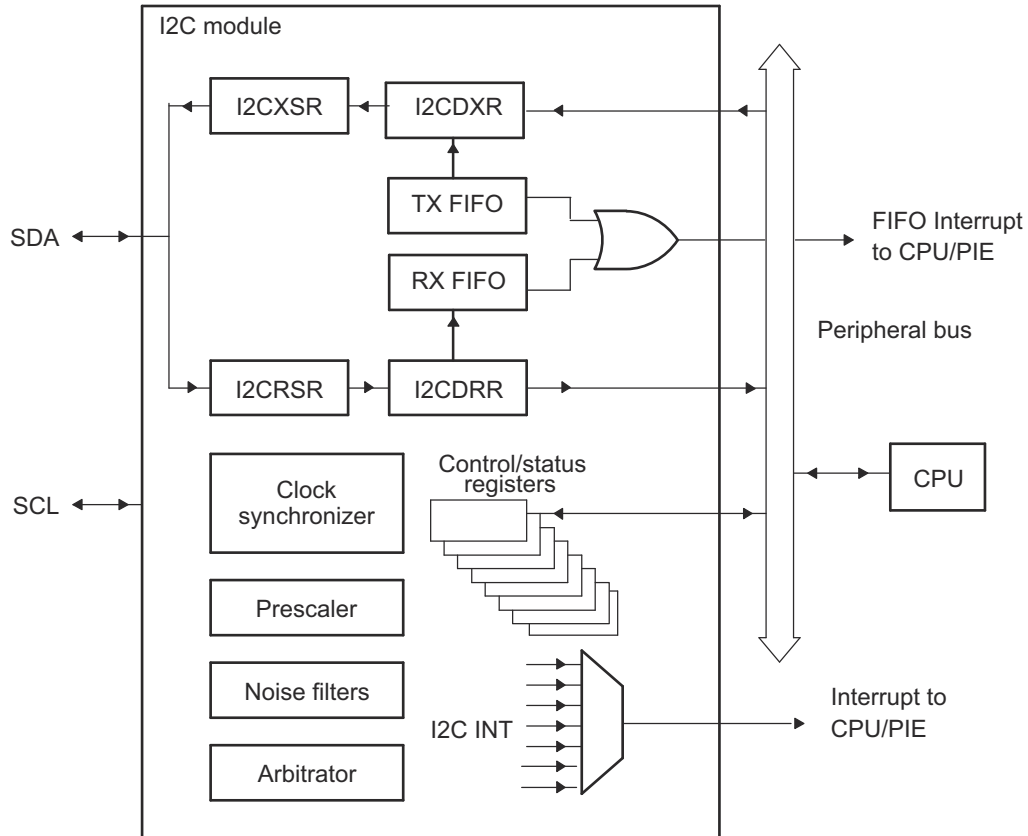 I2C module
I2CXSR
I2CDXR
TX FIFO
SDA
FIFO Interrupt
to CPU/PIE
RX FIFO
Peripheral bus
I2CRSR
I2CDRR
Control/status
registers
Clock
synchronizer
SCL
CPU
Prescaler
Noise filters
I2C INT
Interrupt to
CPU/PIE
Arbitrator